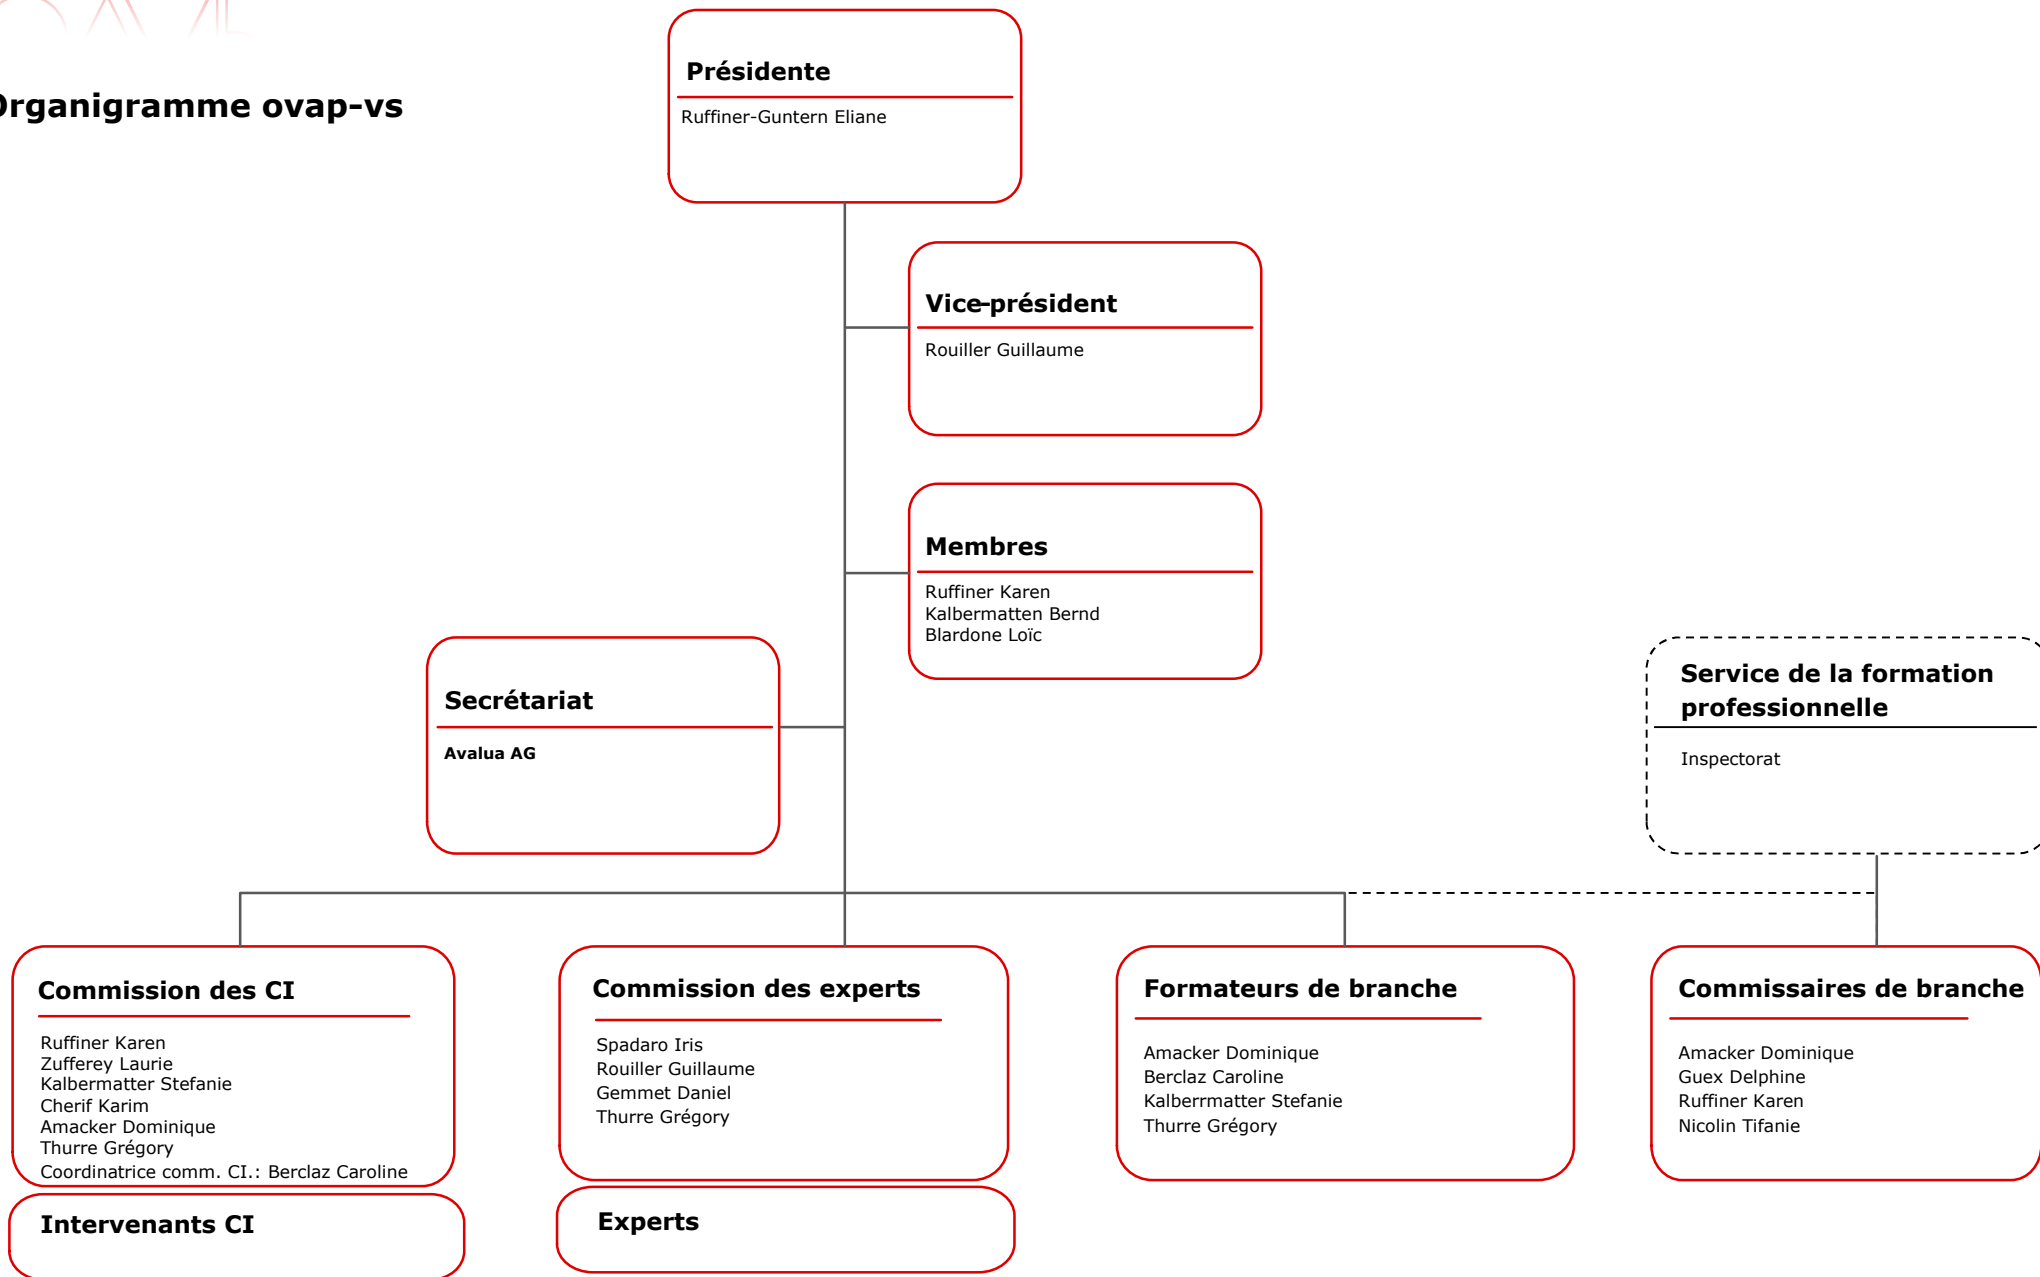 Organigramme ovap-vs
Présidente
Ruffiner-Guntern Eliane
Vice-président
Rouiller Guillaume
Membres
Ruffiner Karen
Kalbermatten Bernd
Blardone Loïc
Secrétariat
Avalua AG
Service de la formation
professionnelle
Inspectorat
Commission des CI
Ruffiner Karen
Zufferey Laurie
Kalbermatter Stefanie
Cherif Karim
Amacker Dominique
Thurre Grégory
Coordinatrice comm. CI.: Berclaz Caroline
Intervenants CI
Commission des experts
Spadaro Iris
Rouiller Guillaume
Gemmet Daniel
Thurre Grégory
Experts
Formateurs de branche
Amacker Dominique
Berclaz Caroline
Kalberrmatter Stefanie
Thurre Grégory
Commissaires de branche
Amacker Dominique
Guex Delphine
Ruffiner Karen
Nicolin Tifanie